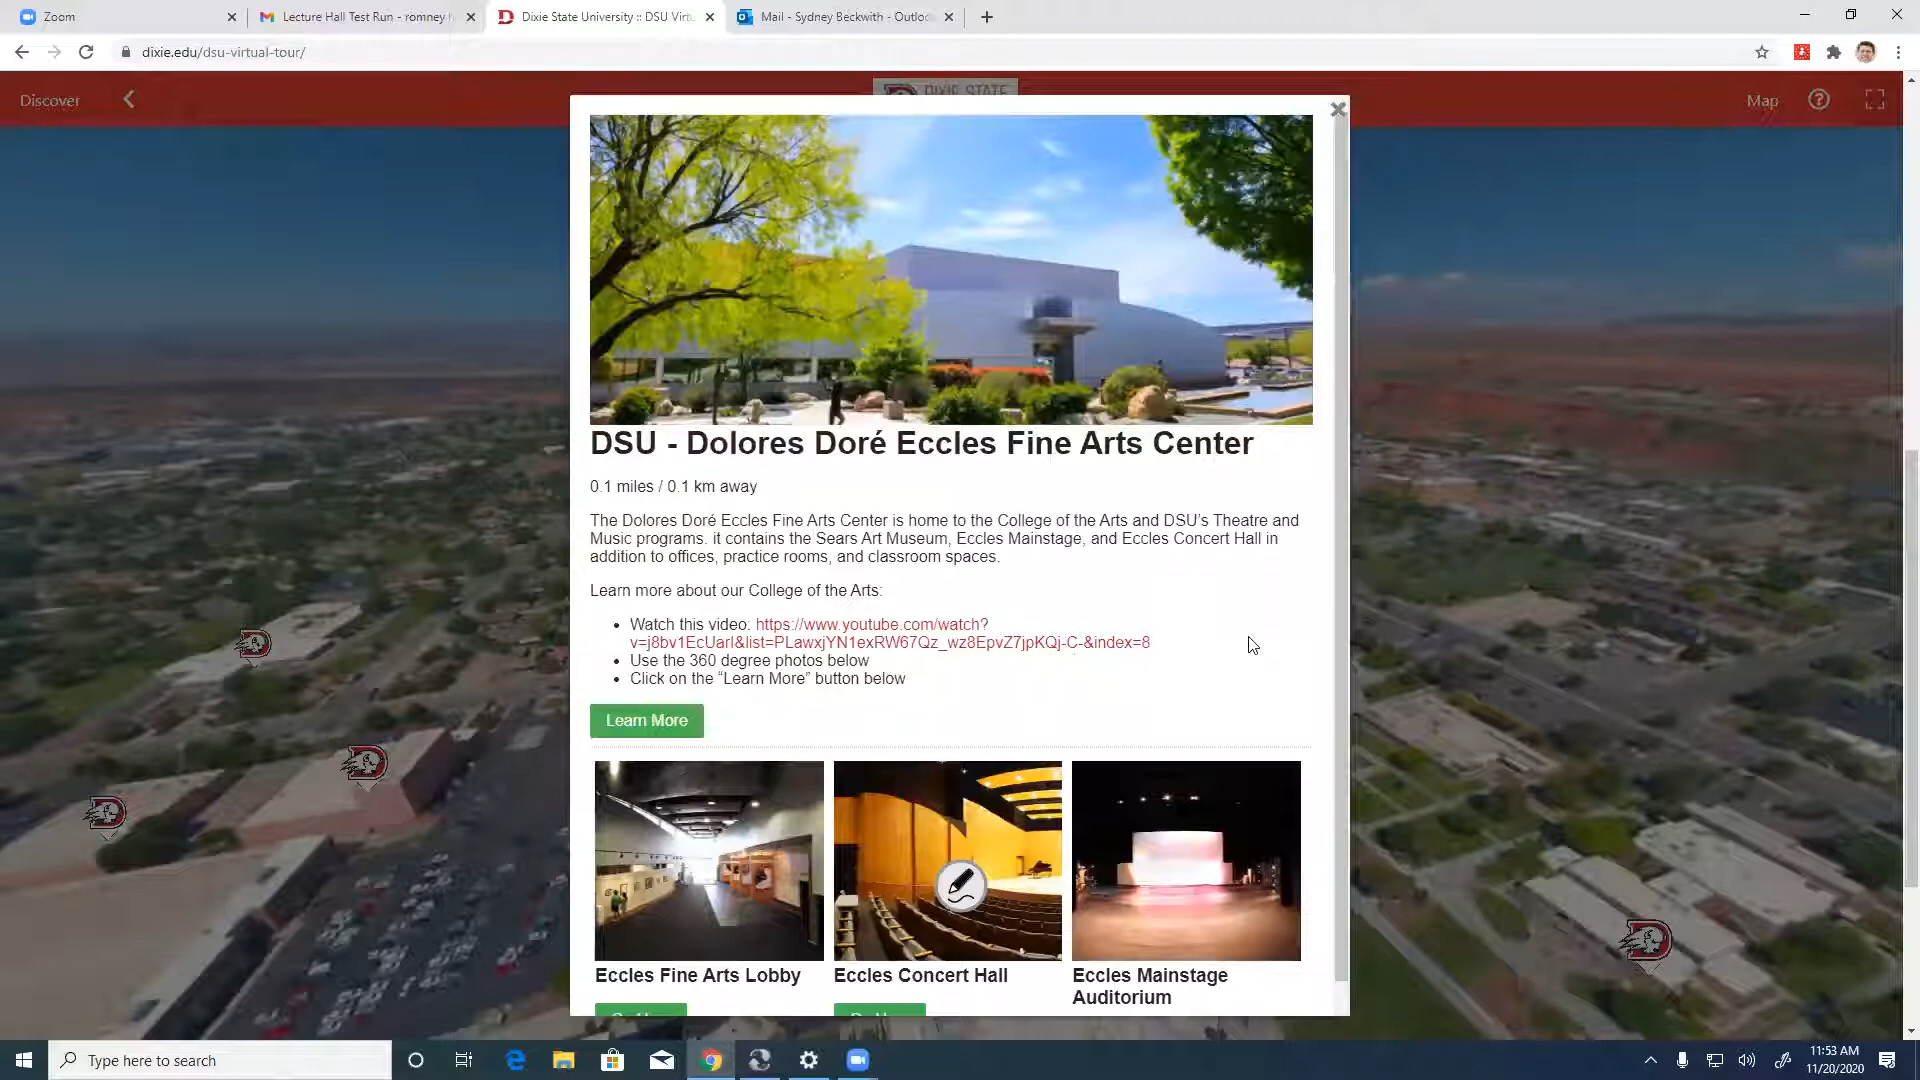 Zoom
Lecture Hall Test Run - romney
Dixie State University :: DSU Virtu
Mail - Sydney Beckwith - Outloo
dixie.edu/dsu-virtual-tour/
Discover
DIXIE STATE
Map
DSU - Dolores Doré Eccles Fine Arts Center
0.1 miles / 0.1 km away
The Dolores Doré Eccles Fine Arts Center is home to the College of the Arts and DSU’s Theatre and
Music programs. it contains the Sears Art Museum, Eccles Mainstage, and Eccles Concert Hall in
addition to offices, practice rooms, and classroom spaces.
Learn more about our College of the Arts:
• Watch this video: https://www.youtube.com/watch?
v=j8bv1EcUarI&list=PLawxjYN1exRW67Qz_wz8EpvZ7jpKQj-C-&index=8
• Use the 360 degree photos below
• Click on the “Learn More” button below
Learn More
Eccles Fine Arts Lobby
Eccles Concert Hall
Eccles Mainstage
Auditorium
Type here to search
11:53 AM
11/20/2020